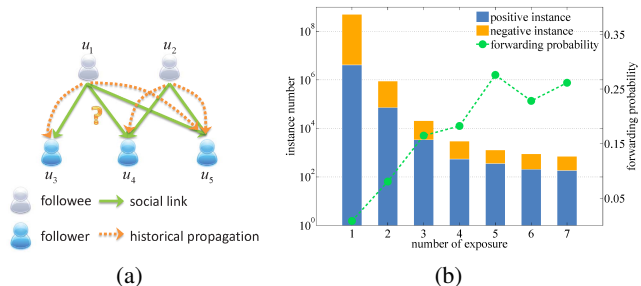 u1 u2
?
u3 u4 u5
followee social link
follower historical propagation
(a)
positive instance
negative instance
forwarding probability
instance number
10^8
10^6
10^4
10^2
10^0
1 2 3 4 5 6 7
number of exposure
0.35
0.25
0.15
0.05
forwarding probability
(b)